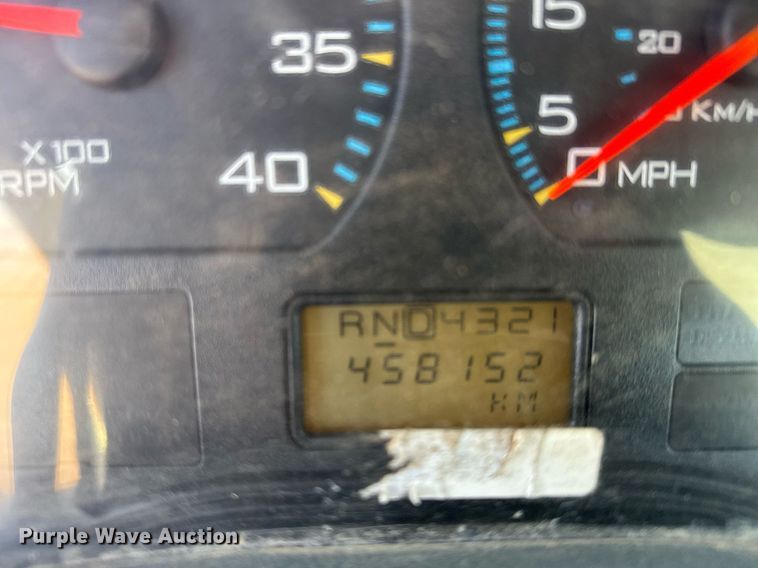 35
40
X100
RPM
15
20
5
KM/H
0 MPH
RND4321
458152
KM
Purple Wave Auction